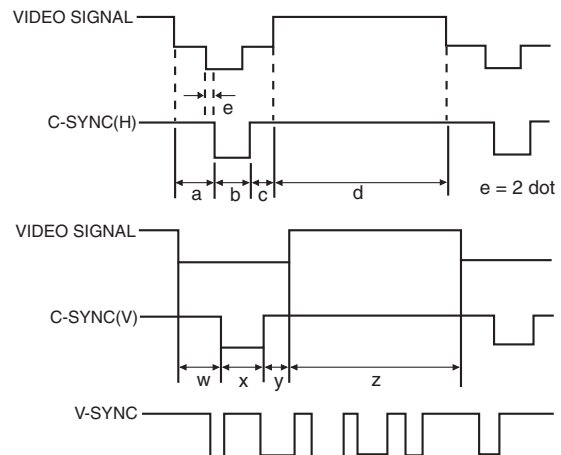 VIDEO SIGNAL
e
C-SYNC(H)
a b c d
e = 2 dot
VIDEO SIGNAL
C-SYNC(V)
w x y z
V-SYNC